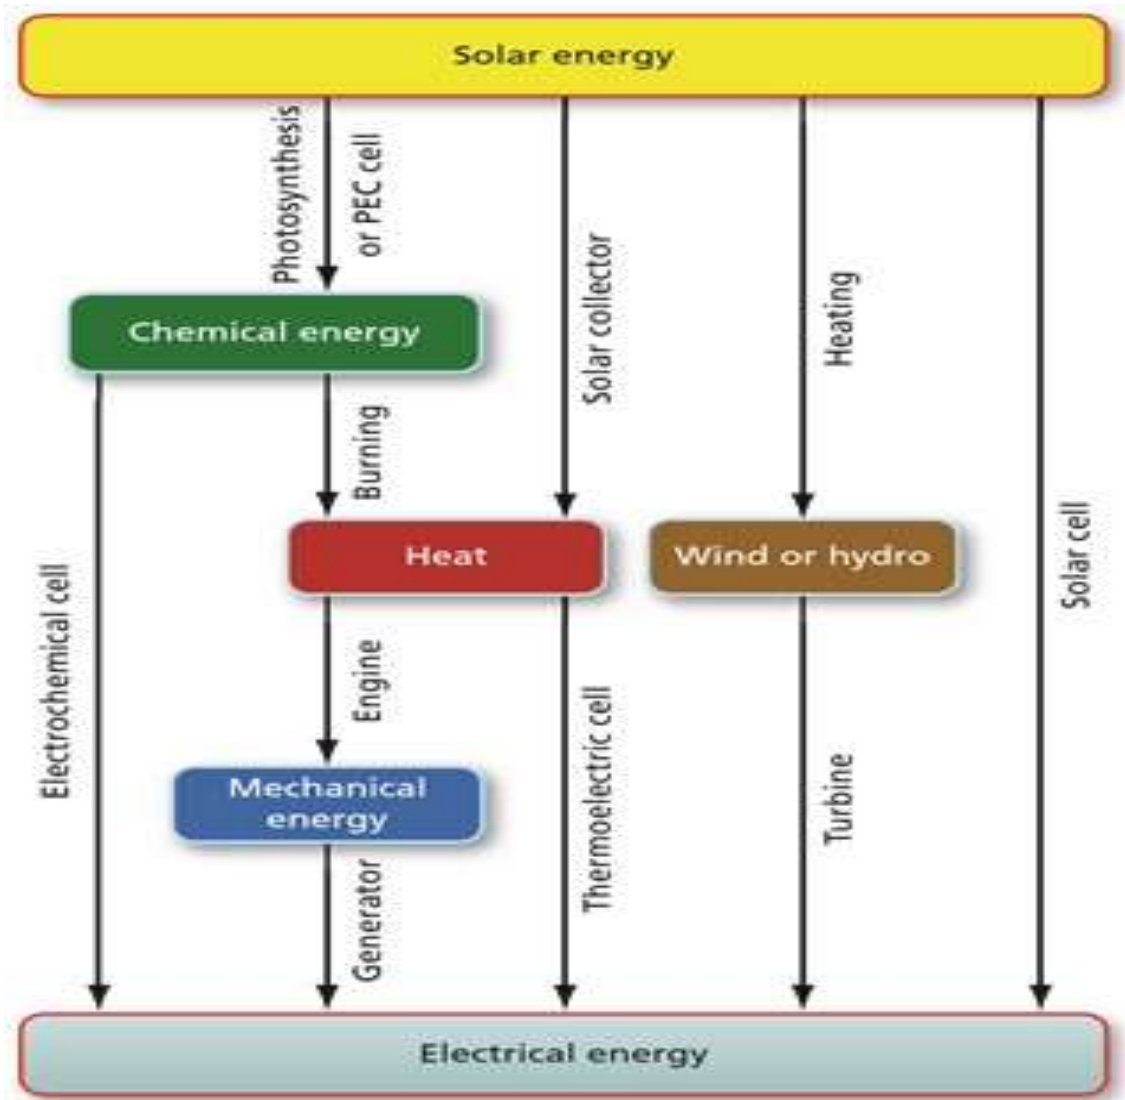 Solar energy
Photosynthesis
or PEC cell
Solar collector
Heating
Solar cell
Chemical energy
Burning
Electrochemical cell
Heat
Wind or hydro
Engine
Thermoelectric cell
Turbine
Mechanical
energy
Generator
Electrical energy